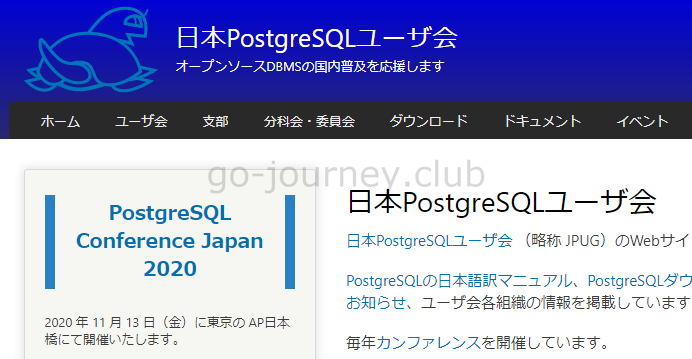 日本PostgreSQLユーザ会
オープンソースDBMSの国内普及を応援します
ホーム ユーザ会 支部 分科会・委員会 ダウンロード ドキュメント イベント
go-journey.club
PostgreSQL
Conference Japan
2020
2020 年 11 月 13 日（金）に東京の AP日本
橋にて開催いたします。
日本PostgreSQLユーザ会
日本PostgreSQLユーザ会 （略称 JPUG）のWebサイ
PostgreSQLの日本語訳マニュアル、PostgreSQLダウ
お知らせ、ユーザ会各組織の情報を掲載しています
毎年カンファレンスを開催しています。